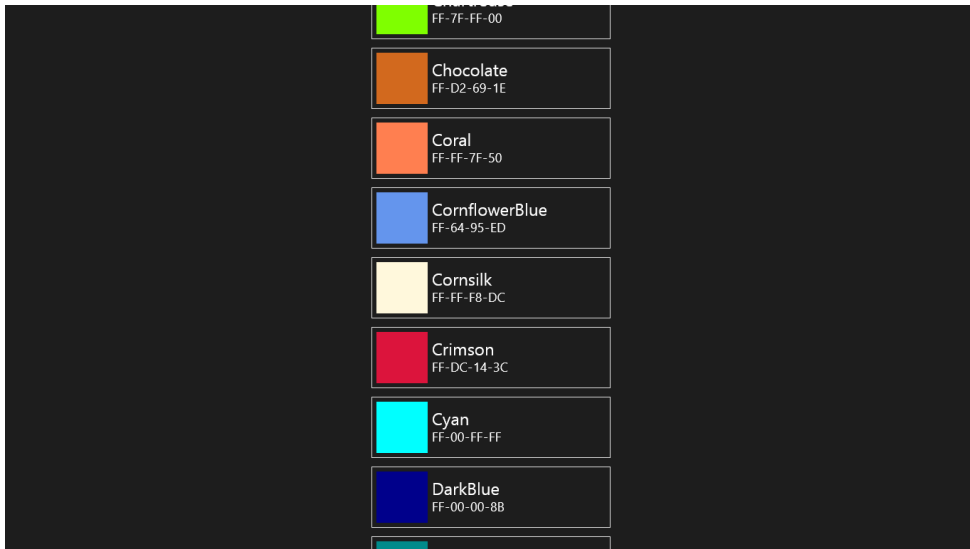 FF-7F-FF-00
Chocolate
FF-D2-69-1E
Coral
FF-FF-7F-50
CornflowerBlue
FF-64-95-ED
Cornsilk
FF-FF-F8-DC
Crimson
FF-DC-14-3C
Cyan
FF-00-FF-FF
DarkBlue
FF-00-00-8B